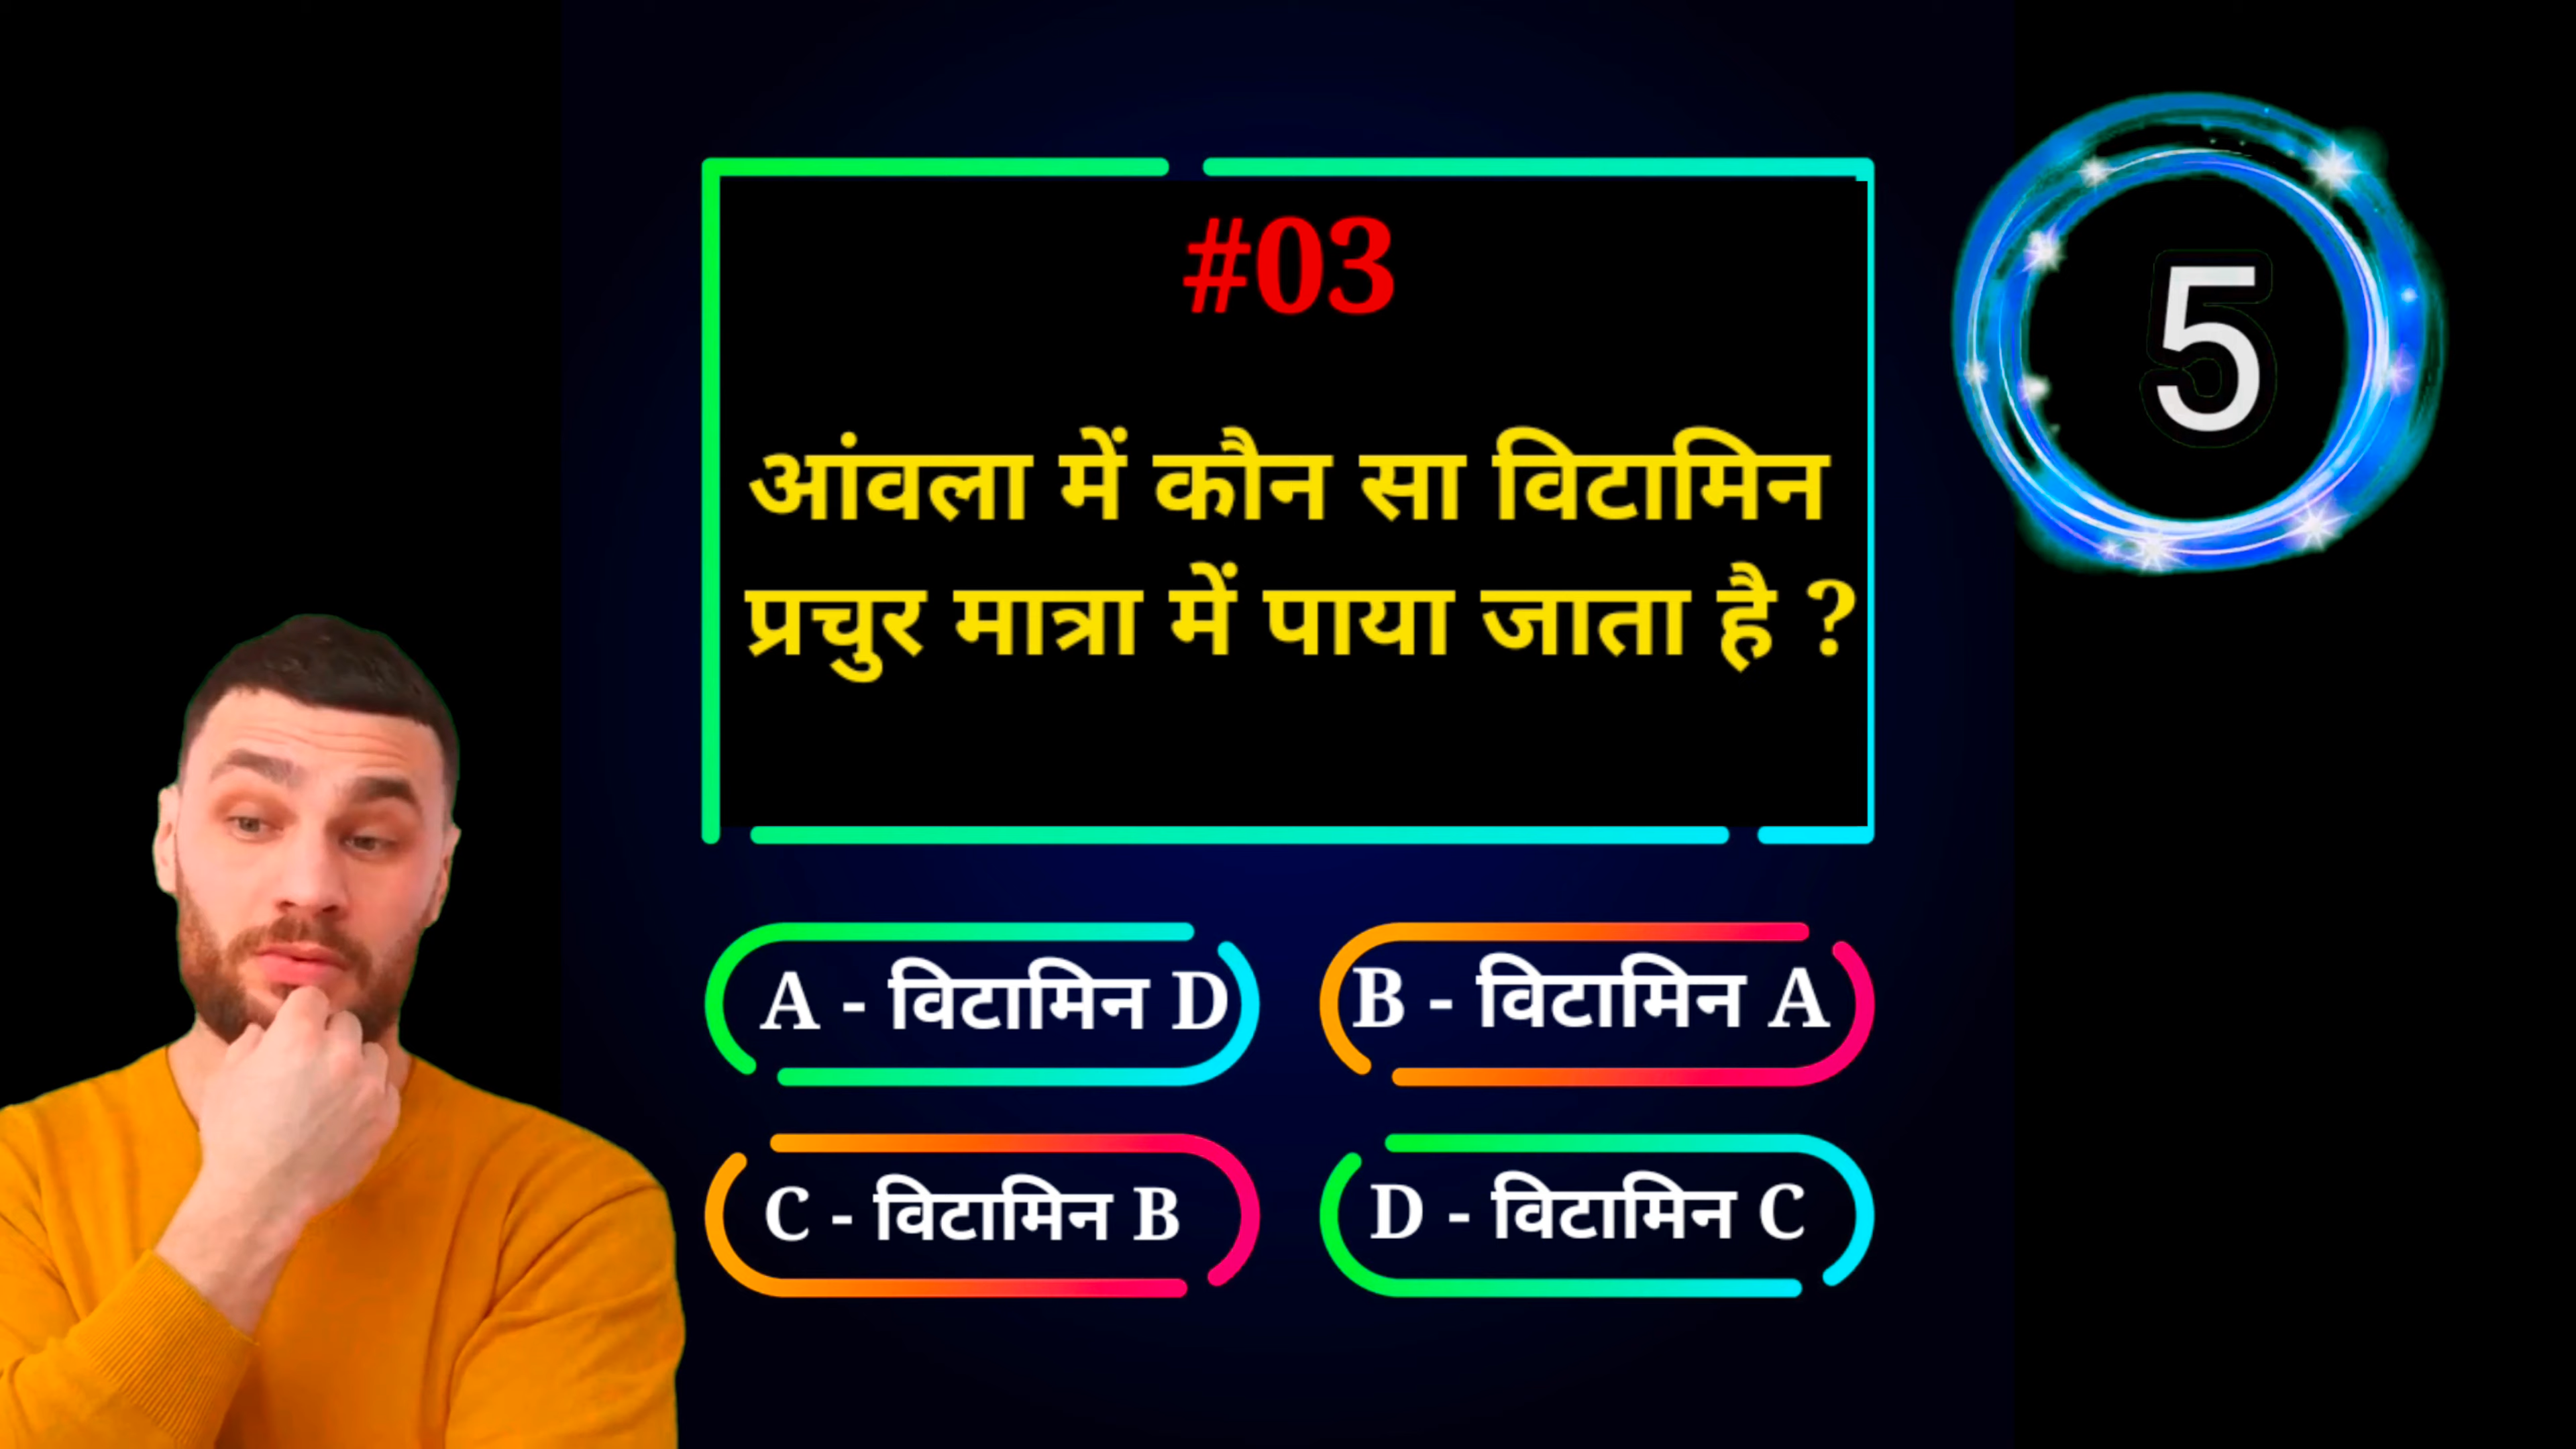 #03
5
आंवला में कौन सा विटामिन
प्रचुर मात्रा में पाया जाता है ?
A - विटामिन D
B - विटामिन A
C - विटामिन B
D - विटामिन C